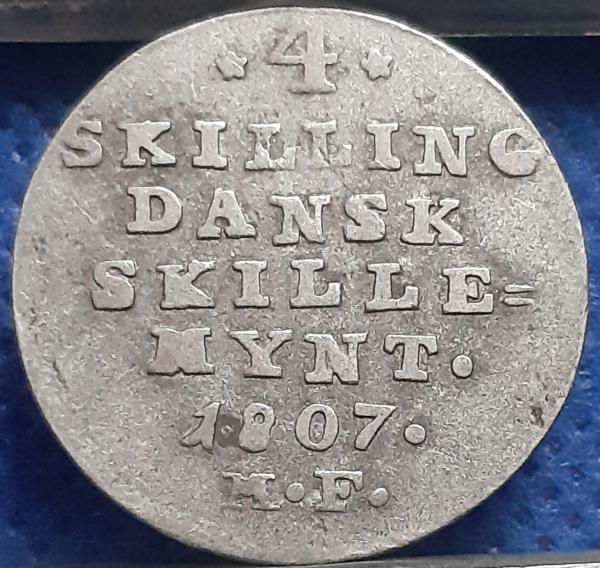 * 4 *
SKILLING
DANSK
SKILLE=
MYNT.
1807.
M.F.